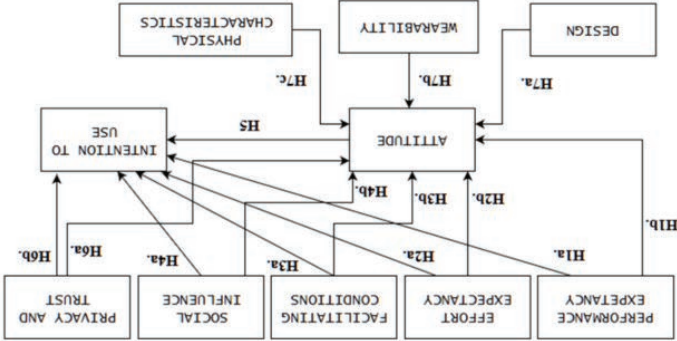 PERFORMANCE
EXPETANCY
EFFORT
EXPECTANCY
FACILITATING
CONDITIONS
SOCIAL
INFLUENCE
PRIVACY AND
TRUST
H1a.
H2a.
H3a.
H4a.
H6a.
H6b.
H1b.
H2b.
H3b.
H4b.
ATTITUDE
H5
INTENTION TO
USE
H7a.
H7b.
H7c.
DESIGN
WEARABILITY
PHYSICAL
CHARACTERISTICS